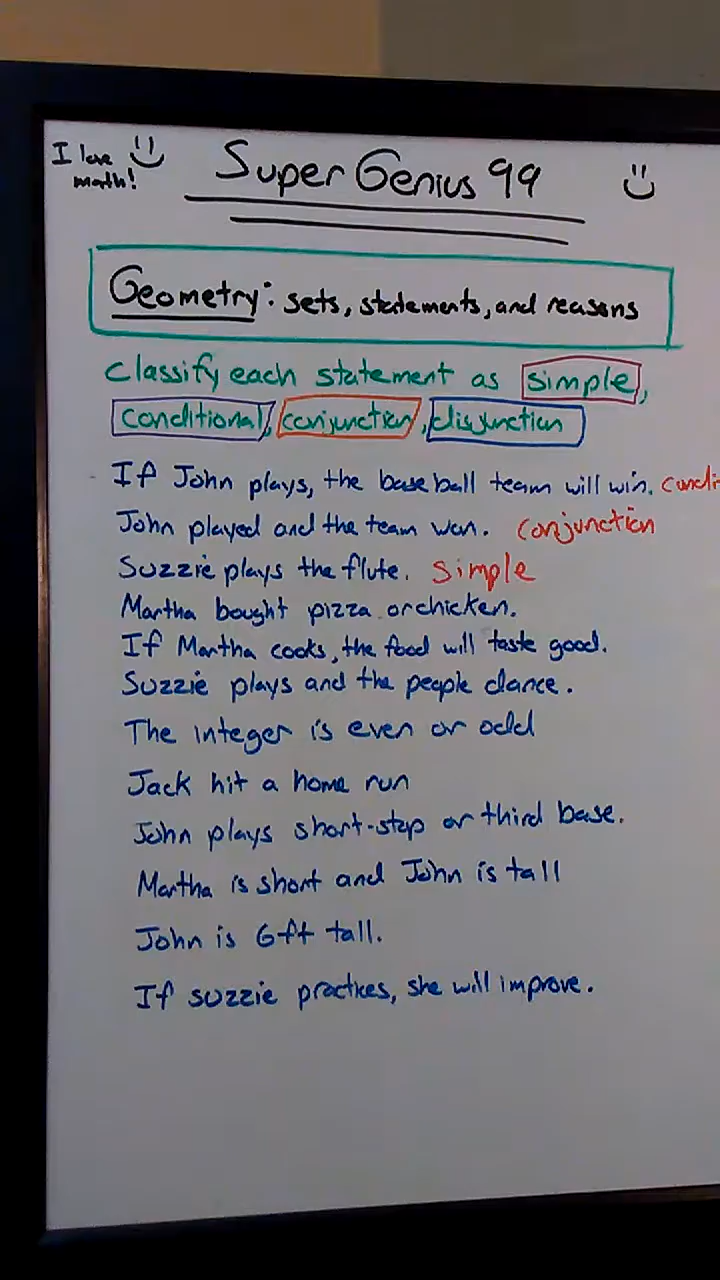 I love math!
Super Genius 99
Geometry: sets, statements, and reasons
Classify each statement as simple,
conditional, conjunction, disjunction
If John plays, the baseball team will win. condi
John played and the team won. conjunction
Suzzie plays the flute. simple
Martha bought pizza or chicken.
If Martha cooks, the food will taste good.
Suzzie plays and the people dance.
The integer is even or odd
Jack hit a home run
John plays short-stop or third base.
Martha is short and John is tall
John is 6ft tall.
If suzzie practices, she will improve.